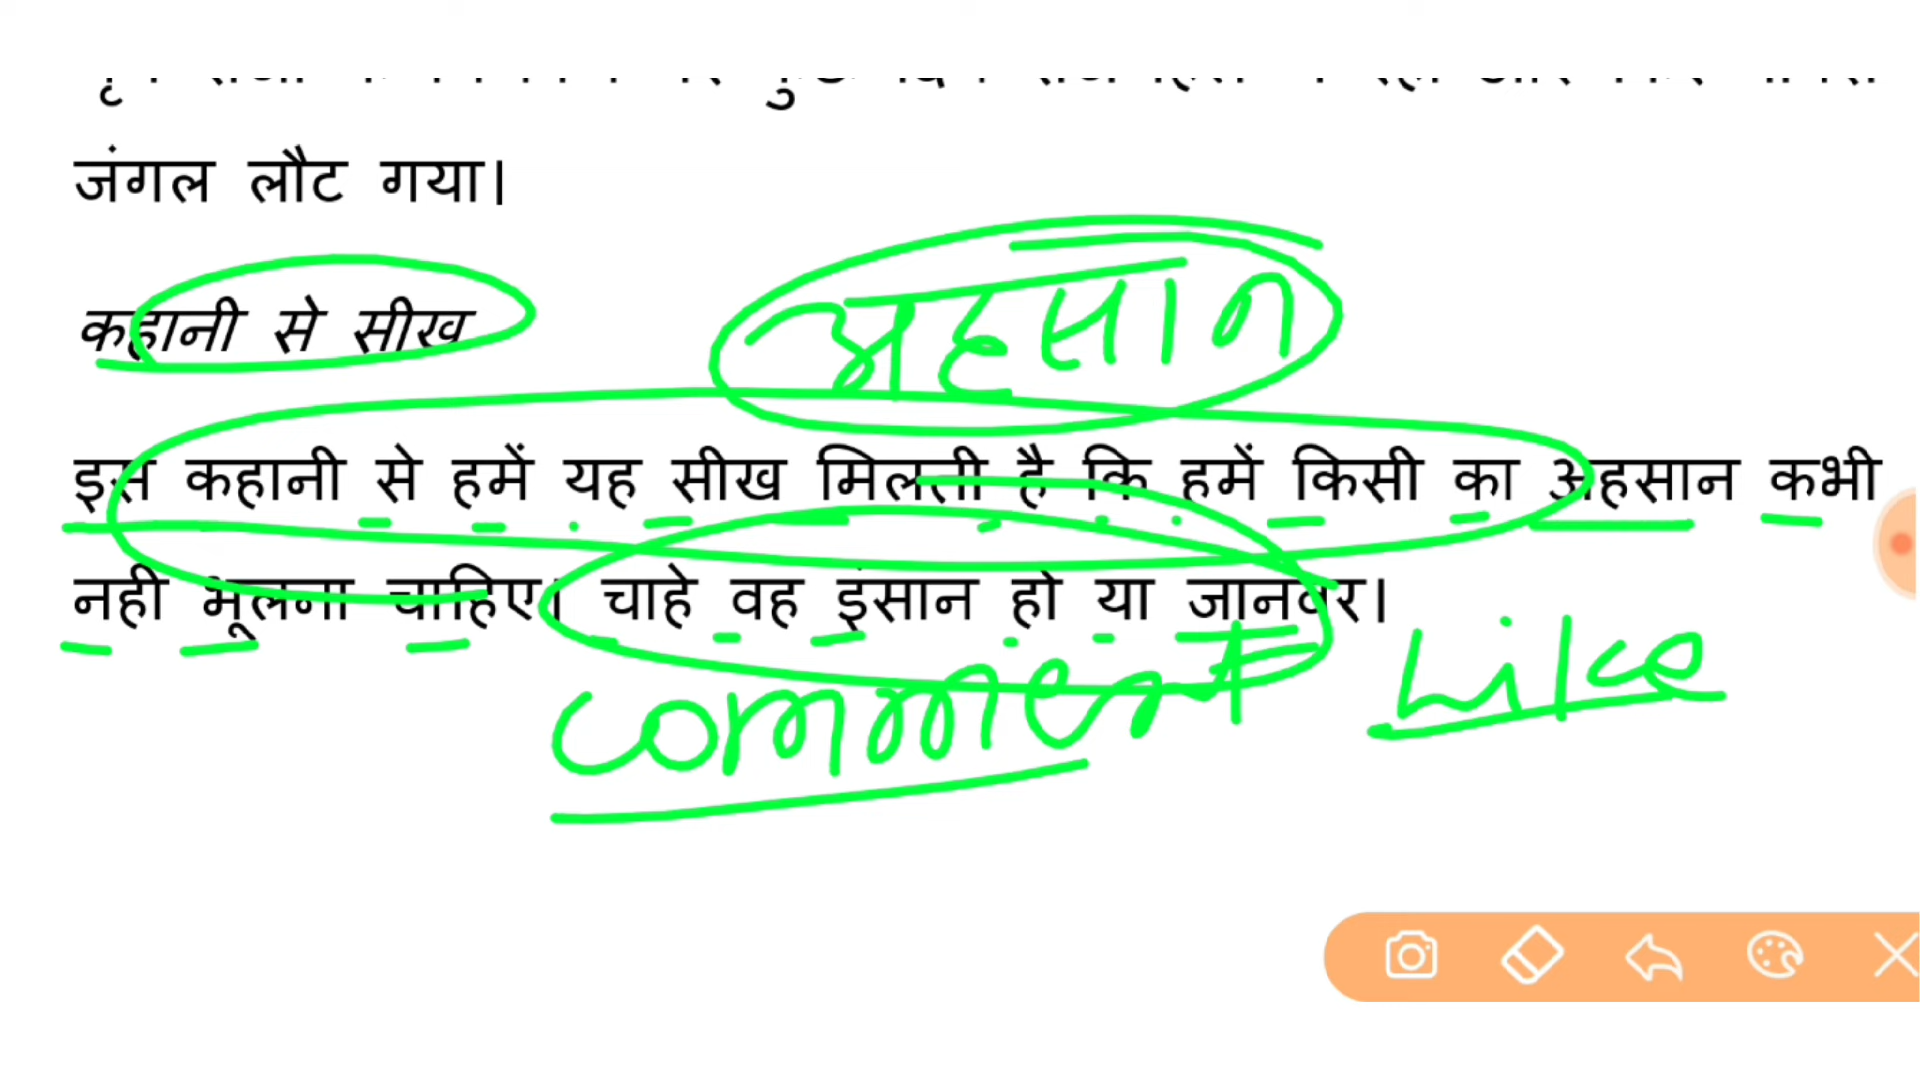 जंगल लौट गया।
कहानी से सीख
अहसान
इस कहानी से हमें यह सीख मिलती है कि हमें किसी का अहसान कभी
नही भूलना चाहिए। चाहे वह इंसान हो या जानवर।
comment Like